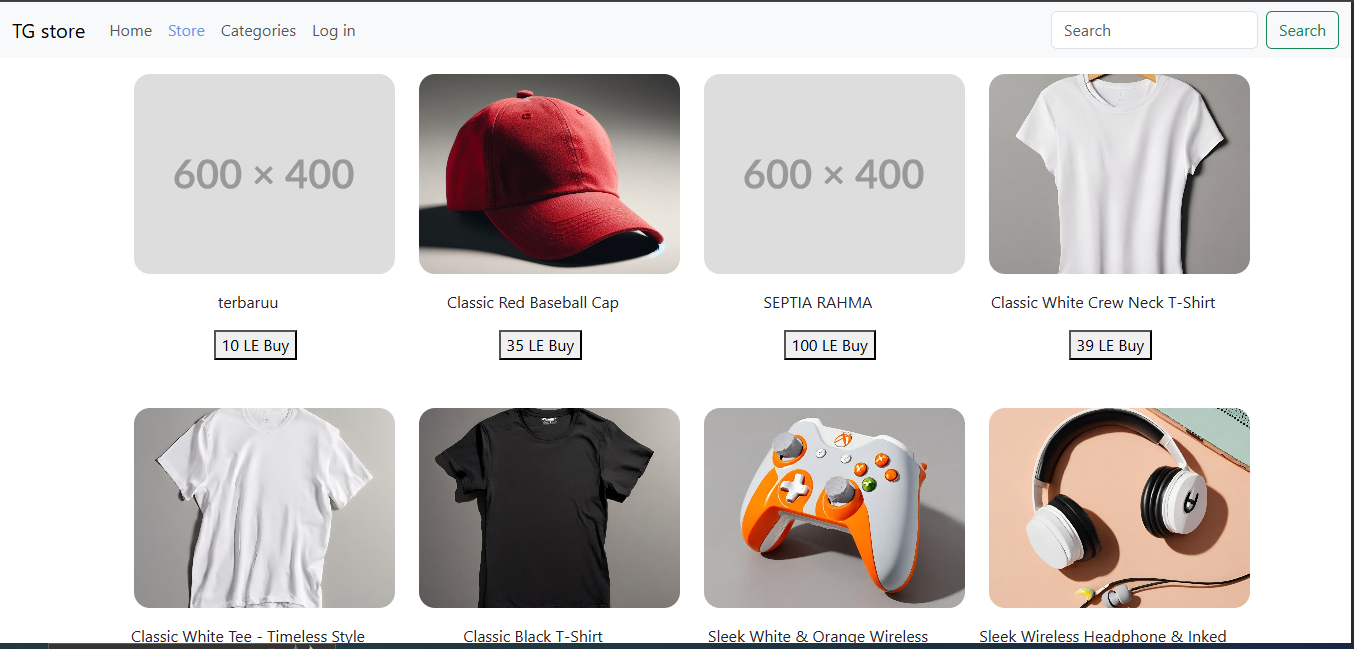 TG store Home Store Categories Log in Search Search
600 × 400 600 × 400
terbaruu Classic Red Baseball Cap SEPTIA RAHMA Classic White Crew Neck T-Shirt
10 LE Buy 35 LE Buy 100 LE Buy 39 LE Buy
Classic White Tee - Timeless Style Classic Black T-Shirt Sleek White & Orange Wireless Sleek Wireless Headphone & Inked